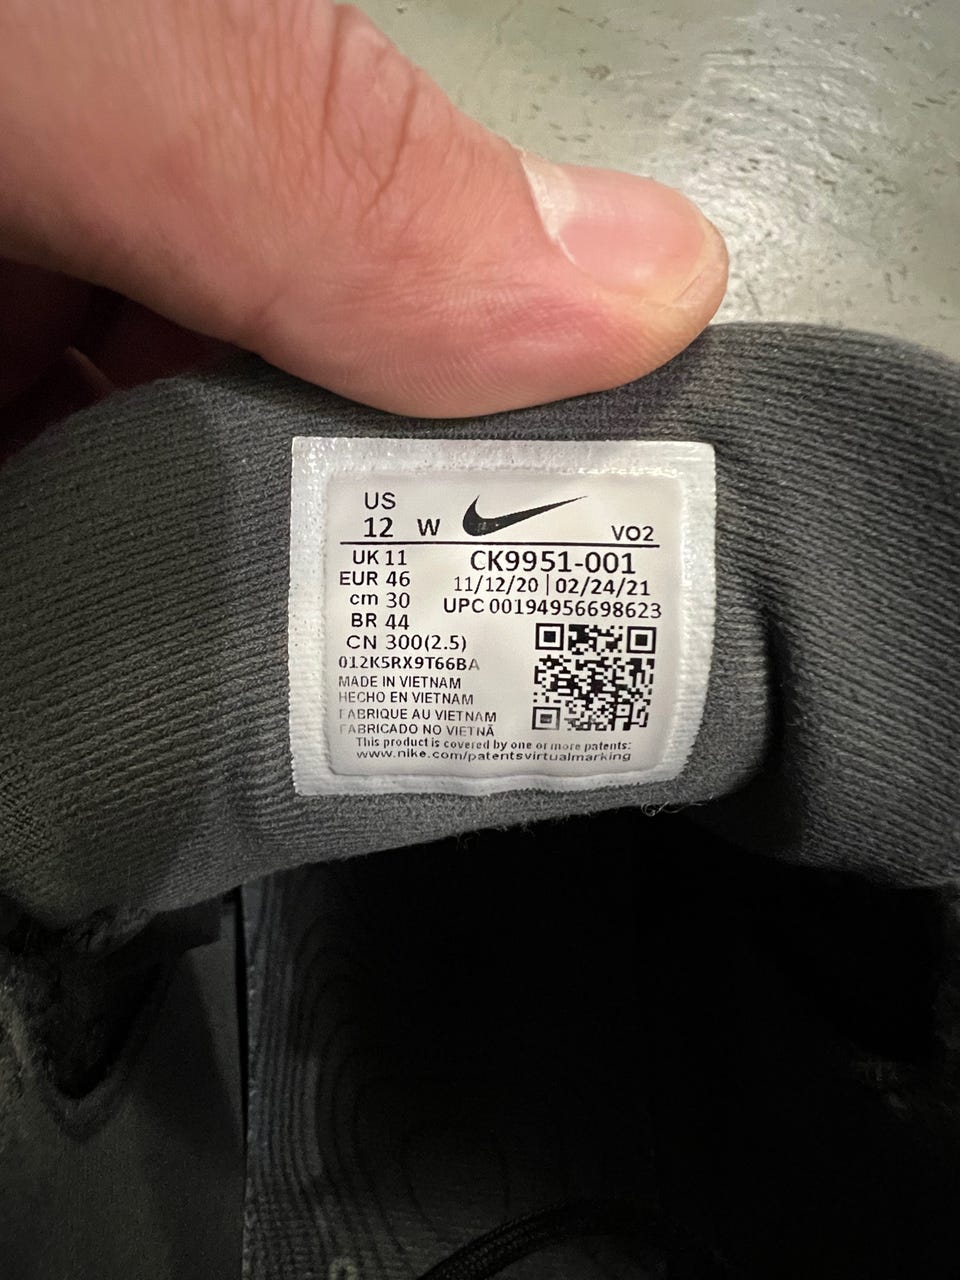 US
12 W
VO2
UK 11
EUR 46
cm 30
BR 44
CN 300(2.5)
012K5RX9T66BA
CK9951-001
11/12/20 | 02/24/21
UPC 00194956698623
MADE IN VIETNAM
HECHO EN VIETNAM
FABRIQUE AU VIETNAM
FABRICADO NO VIETNÃ
This product is covered by one or more patents:
www.nike.com/patentsvirtualmarking